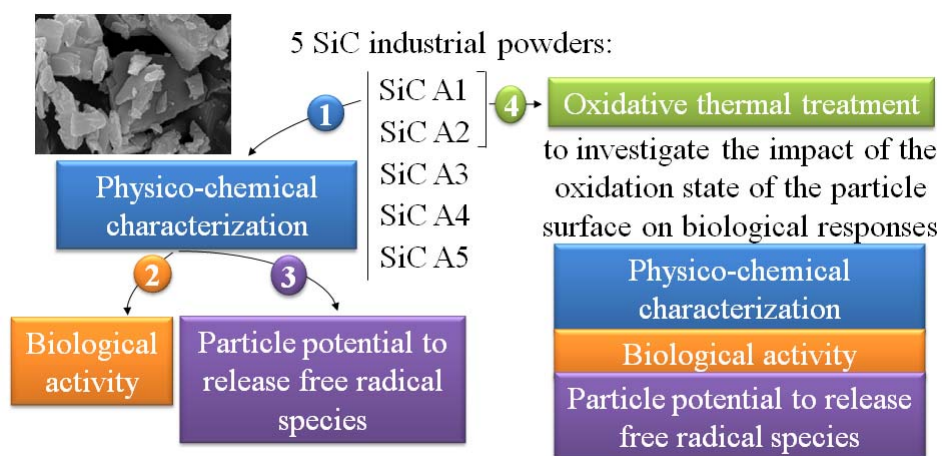 5 SiC industrial powders:
1
SiC A1
SiC A2
SiC A3
SiC A4
SiC A5
Physico-chemical
characterization
2
3
Biological
activity
Particle potential to
release free radical
species
4
Oxidative thermal treatment
to investigate the impact of the
oxidation state of the particle
surface on biological responses
Physico-chemical
characterization
Biological activity
Particle potential to release
free radical species